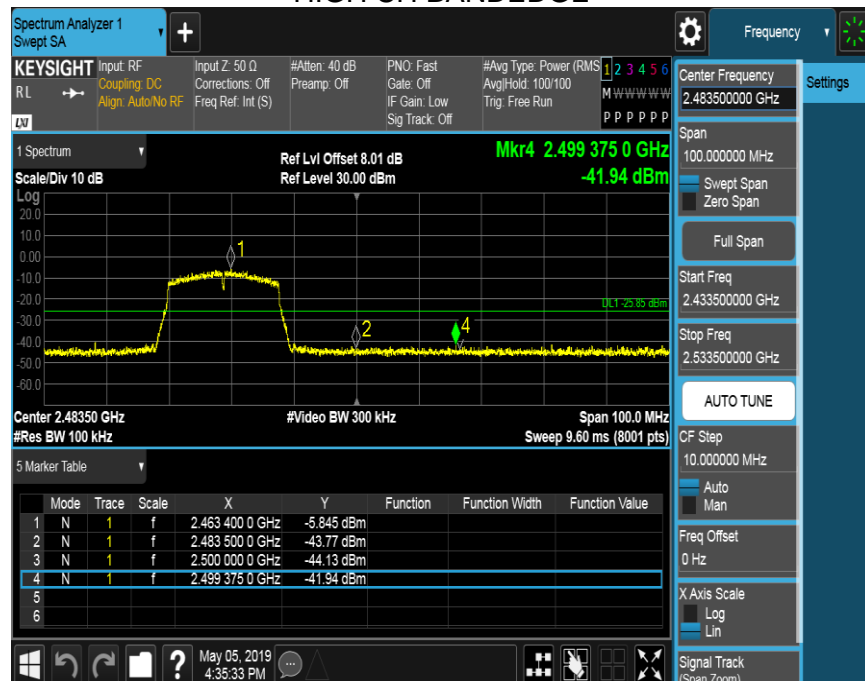 HIGH CH BANDEDGE
Spectrum Analyzer 1
Swept SA
+
Frequency
KEYSIGHT
RL
LXI
Input: RF
Coupling: DC
Align: Auto/No RF
Input Z: 50 Ω
Corrections: Off
Freq Ref: Int (S)
#Atten: 40 dB
Preamp: Off
PNO: Fast
Gate: Off
IF Gain: Low
Sig Track: Off
#Avg Type: Power (RMS
Avg|Hold: 100/100
Trig: Free Run
1 2 3 4 5 6
M W W W W W
P P P P P P
1 Spectrum
Scale/Div 10 dB
Ref Lvl Offset 8.01 dB
Ref Level 30.00 dBm
Mkr4 2.499 375 0 GHz
-41.94 dBm
Log
20.0
10.0
0.00
-10.0
-20.0
-30.0
-40.0
-50.0
-60.0
1
2
4
DL1 -25.85 dBm
Center 2.48350 GHz
#Res BW 100 kHz
#Video BW 300 kHz
Span 100.0 MHz
Sweep 9.60 ms (8001 pts)
5 Marker Table
Mode Trace Scale X Y Function Function Width Function Value
1 N 1 f 2.463 400 0 GHz -5.845 dBm
2 N 1 f 2.483 500 0 GHz -43.77 dBm
3 N 1 f 2.500 000 0 GHz -44.13 dBm
4 N 1 f 2.499 375 0 GHz -41.94 dBm
5
6
?
May 05, 2019
4:35:33 PM
Center Frequency
2.483500000 GHz
Settings
Span
100.000000 MHz
Swept Span
Zero Span
Full Span
Start Freq
2.433500000 GHz
Stop Freq
2.533500000 GHz
AUTO TUNE
CF Step
10.000000 MHz
Auto
Man
Freq Offset
0 Hz
X Axis Scale
Log
Lin
Signal Track
(Span Zoom)